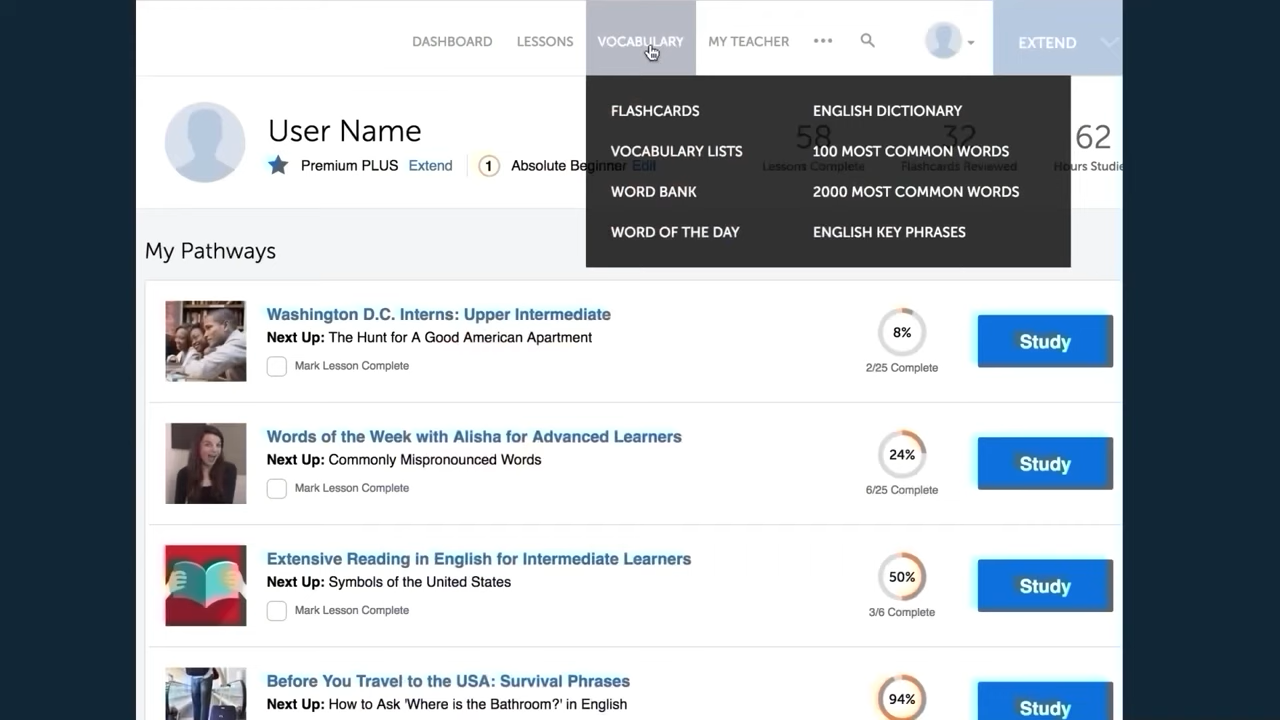 DASHBOARD LESSONS VOCABULARY MY TEACHER ••• EXTEND
FLASHCARDS ENGLISH DICTIONARY
VOCABULARY LISTS 100 MOST COMMON WORDS
WORD BANK 2000 MOST COMMON WORDS
WORD OF THE DAY ENGLISH KEY PHRASES
User Name
Premium PLUS Extend 1 Absolute Beginner Edit
58 32 62
Lessons Complete Flashcards Reviewed Hours Studie
My Pathways
Washington D.C. Interns: Upper Intermediate
Next Up: The Hunt for A Good American Apartment
Mark Lesson Complete
8%
2/25 Complete
Study
Words of the Week with Alisha for Advanced Learners
Next Up: Commonly Mispronounced Words
Mark Lesson Complete
24%
6/25 Complete
Study
Extensive Reading in English for Intermediate Learners
Next Up: Symbols of the United States
Mark Lesson Complete
50%
3/6 Complete
Study
Before You Travel to the USA: Survival Phrases
Next Up: How to Ask 'Where is the Bathroom?' in English
94%
Study